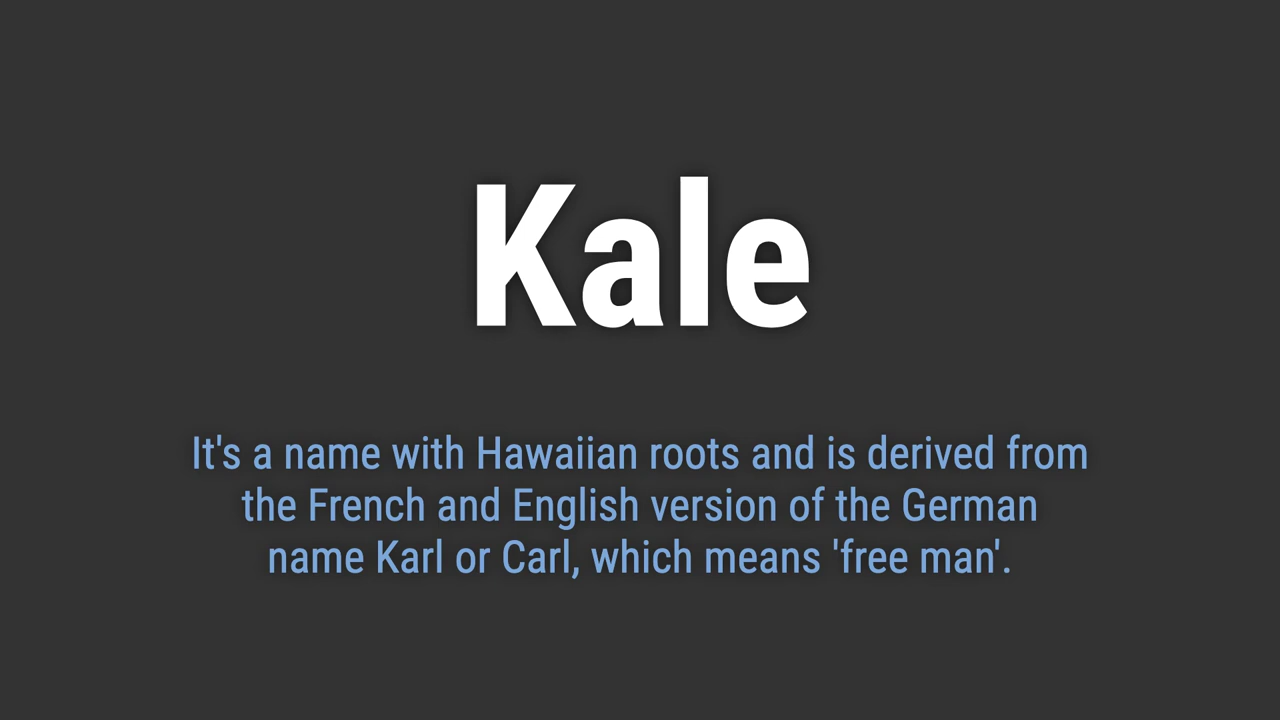 Kale
It's a name with Hawaiian roots and is derived from
the French and English version of the German
name Karl or Carl, which means 'free man'.